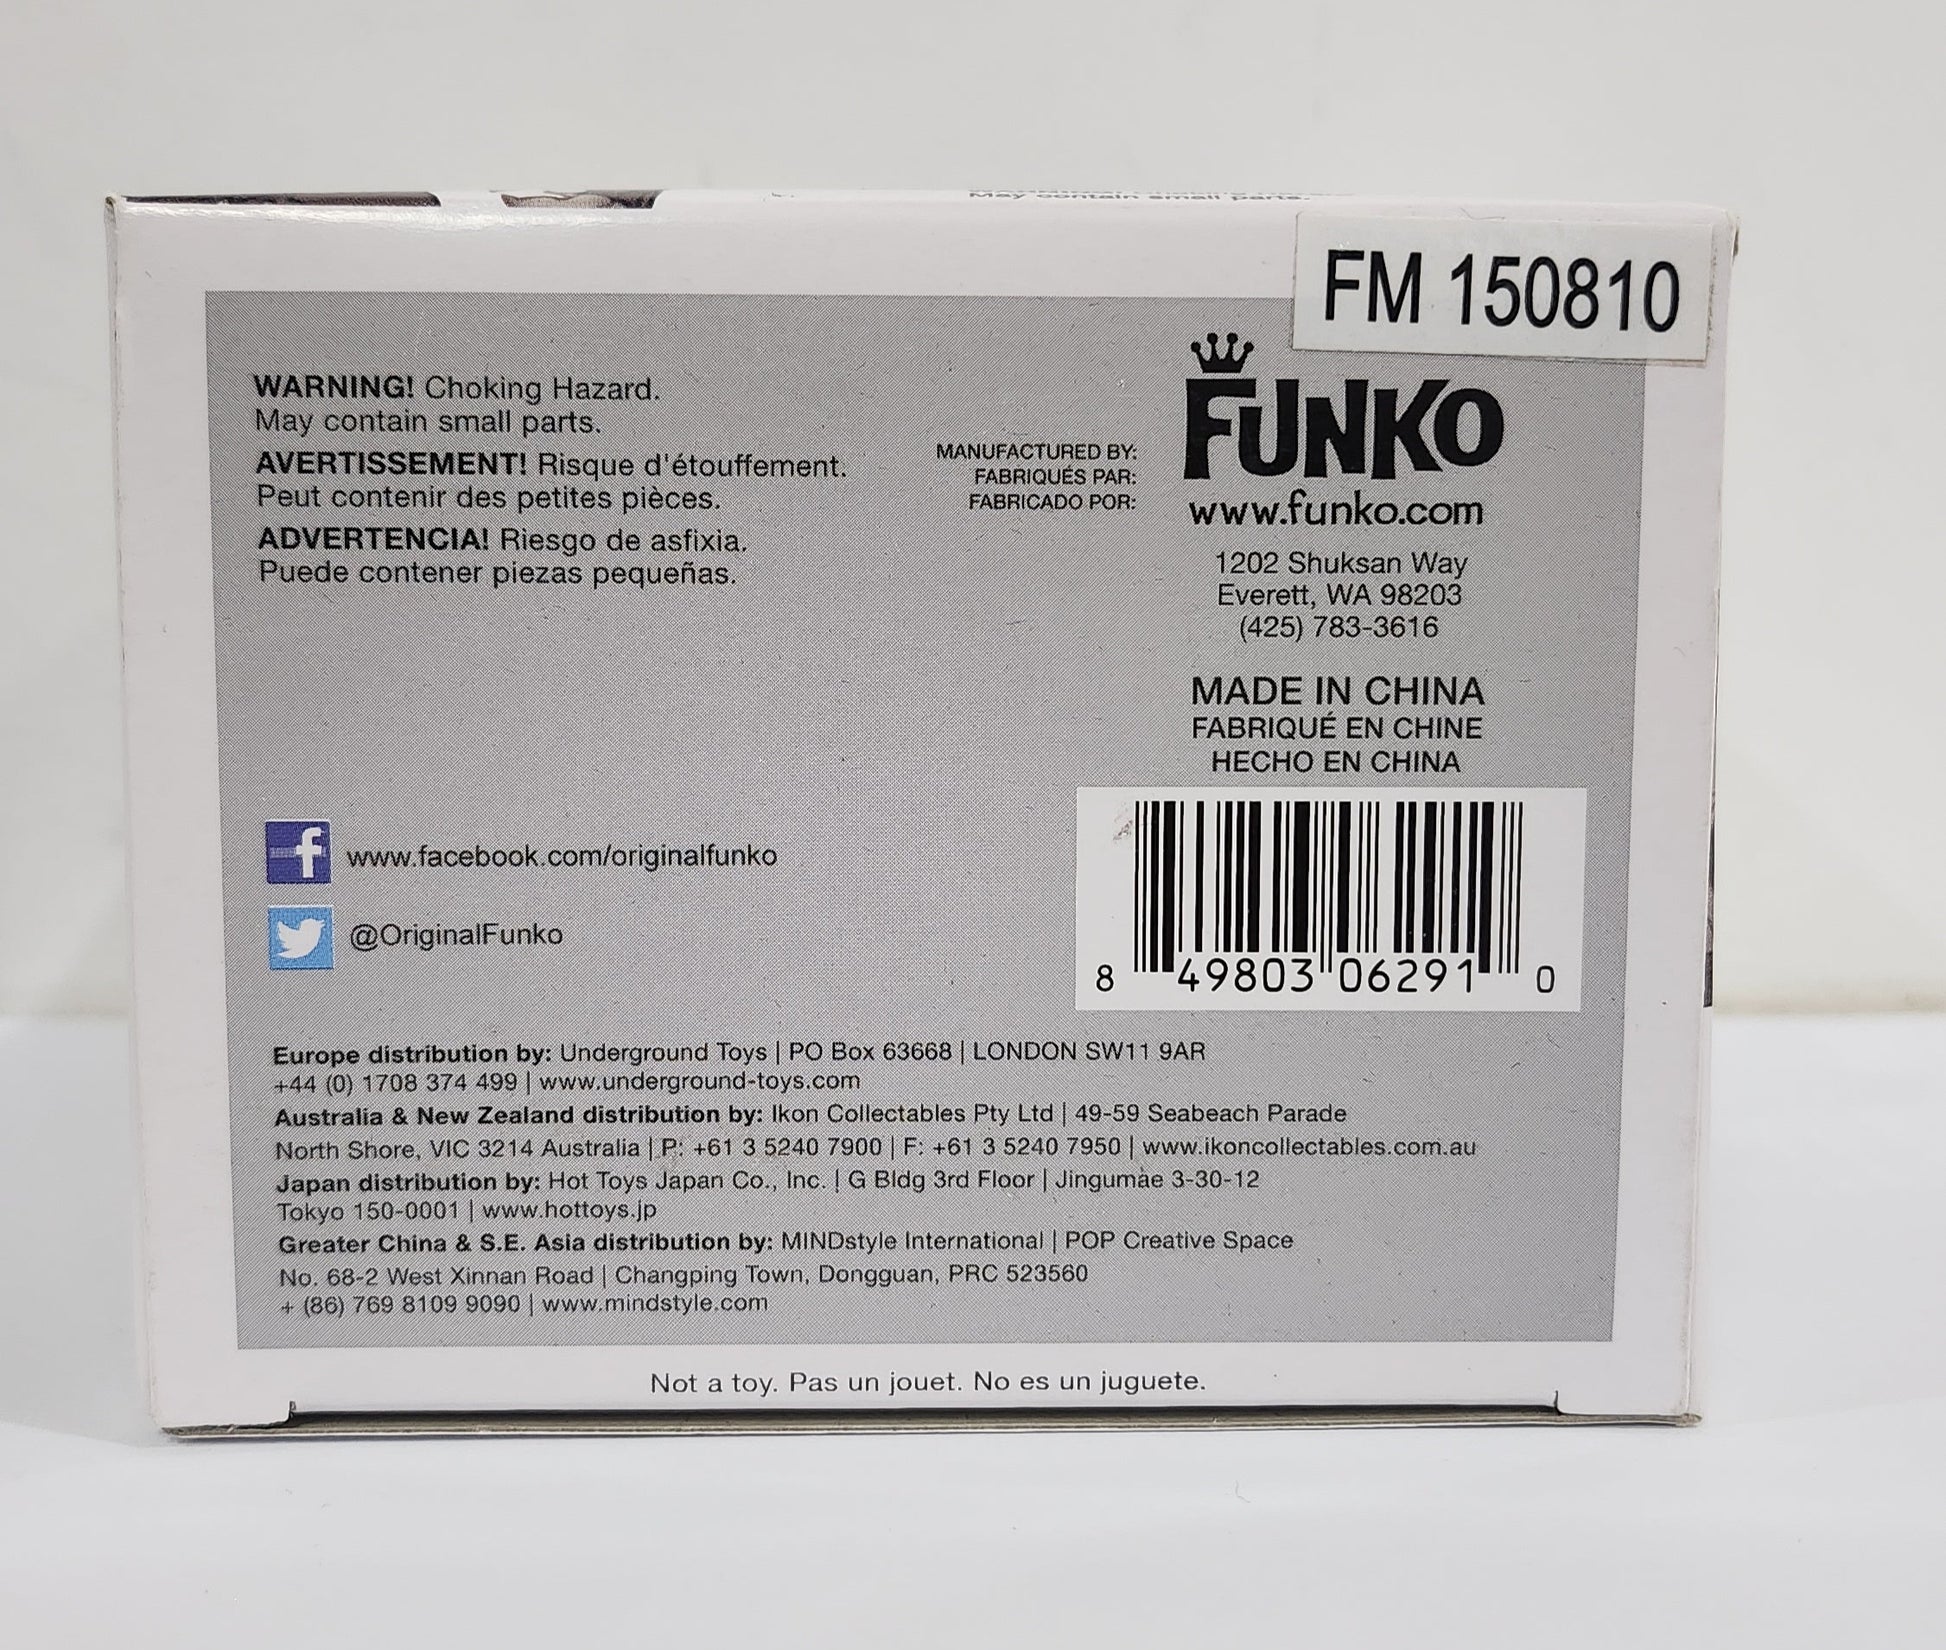 May contain small parts.
FM 150810
WARNING! Choking Hazard.
May contain small parts.
AVERTISSEMENT! Risque d'étouffement.
Peut contenir des petites pièces.
ADVERTENCIA! Riesgo de asfixia.
Puede contener piezas pequeñas.
MANUFACTURED BY:
FABRIQUÉS PAR:
FABRICADO POR:
FUNKO
www.funko.com
1202 Shuksan Way
Everett, WA 98203
(425) 783-3616
MADE IN CHINA
FABRIQUÉ EN CHINE
HECHO EN CHINA
f www.facebook.com/originalfunko
@OriginalFunko
8 49803 06291 0
Europe distribution by: Underground Toys | PO Box 63668 | LONDON SW11 9AR
+44 (0) 1708 374 499 | www.underground-toys.com
Australia & New Zealand distribution by: Ikon Collectables Pty Ltd | 49-59 Seabeach Parade
North Shore, VIC 3214 Australia | P: +61 3 5240 7900 | F: +61 3 5240 7950 | www.ikoncollectables.com.au
Japan distribution by: Hot Toys Japan Co., Inc. | G Bldg 3rd Floor | Jingumae 3-30-12
Tokyo 150-0001 | www.hottoys.jp
Greater China & S.E. Asia distribution by: MINDstyle International | POP Creative Space
No. 68-2 West Xinnan Road | Changping Town, Dongguan, PRC 523560
+ (86) 769 8109 9090 | www.mindstyle.com
Not a toy. Pas un jouet. No es un juguete.